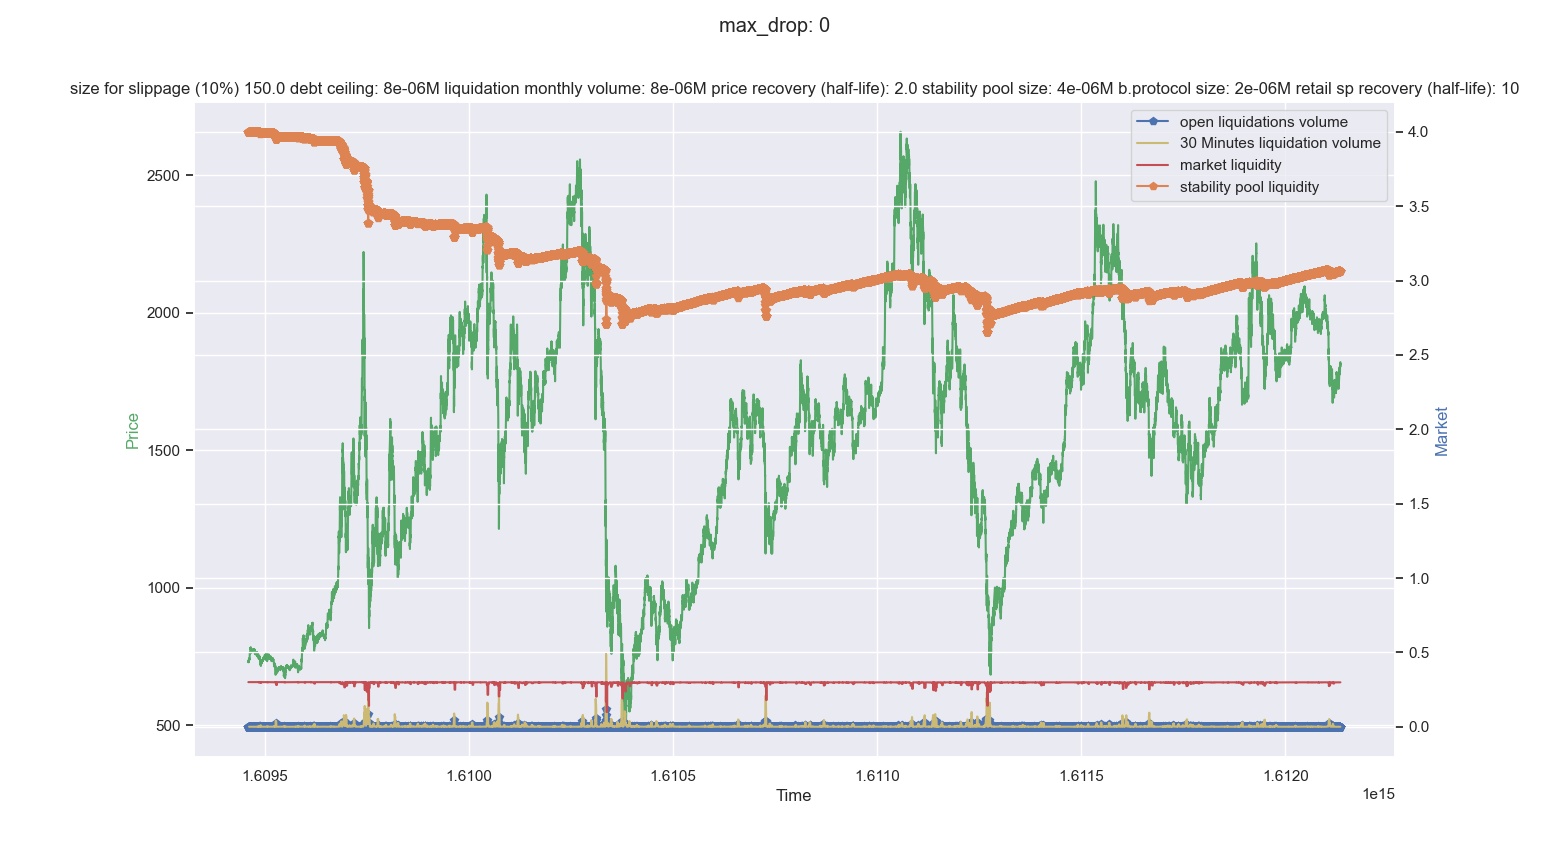 max_drop: 0
size for slippage (10%) 150.0 debt ceiling: 8e-06M liquidation monthly volume: 8e-06M price recovery (half-life): 2.0 stability pool size: 4e-06M b.protocol size: 2e-06M retail sp recovery (half-life): 10
open liquidations volume
30 Minutes liquidation volume
market liquidity
stability pool liquidity
Price
2500
2000
1500
1000
500
4.0
3.5
3.0
2.5
2.0
1.5
1.0
0.5
0.0
Market
1.6095 1.6100 1.6105 1.6110 1.6115 1.6120
Time
1e15